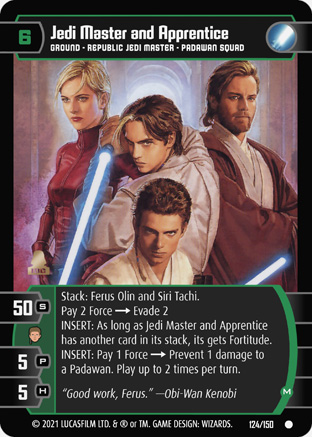 6
Jedi Master and Apprentice
GROUND • REPUBLIC JEDI MASTER • PADAWAN SQUAD
50 S
5 P
5 H
Stack: Ferus Olin and Siri Tachi.
Pay 2 Force → Evade 2
INSERT: As long as Jedi Master and Apprentice
has another card in its stack, its gets Fortitude.
INSERT: Pay 1 Force → Prevent 1 damage to
a Padawan. Play up to 2 times per turn.
“Good work, Ferus.” —Obi-Wan Kenobi
M
© 2021 LUCASFILM LTD. & ® or TM. GAME DESIGN: WIZARDS.
124/150